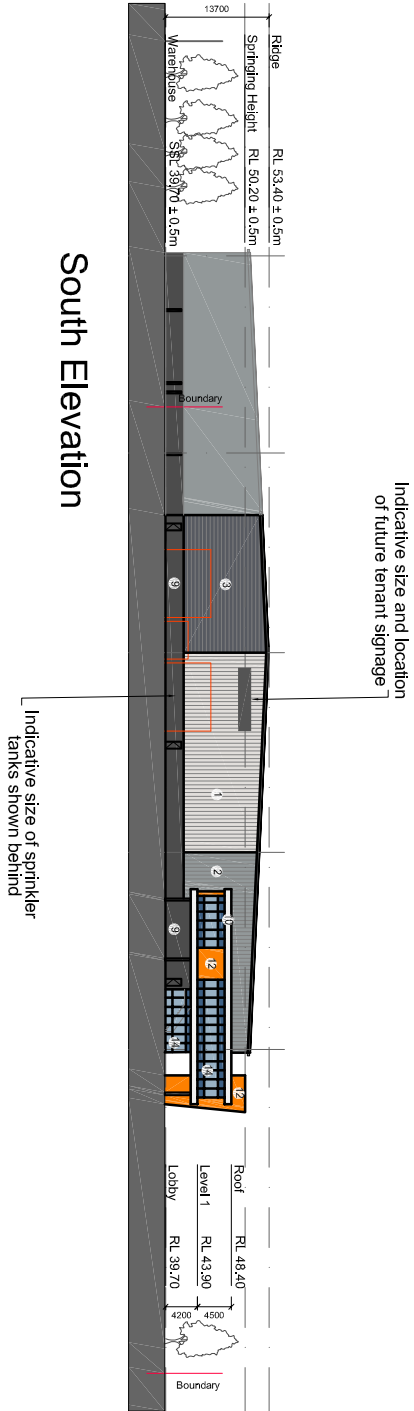 13700
Ridge RL 53.40 ± 0.5m
Springing Height RL 50.20 ± 0.5m
Warehouse SSL 39.70 ± 0.5m
Indicative size and location
of future tenant signage
Boundary
3
9
1
2
10
12
9
14
14
12
Indicative size of sprinkler
tanks shown behind
Roof RL 48.40
Level 1 RL 43.90
Lobby RL 39.70
4500
4200
Boundary
South Elevation